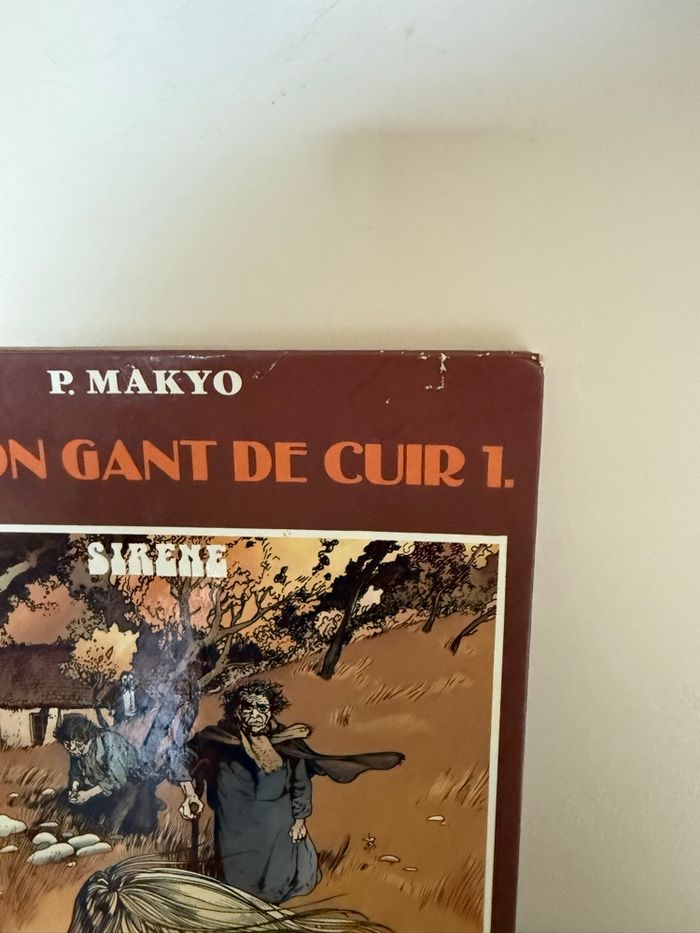 P. MAKYO
ON GANT DE CUIR 1.
SIRENE